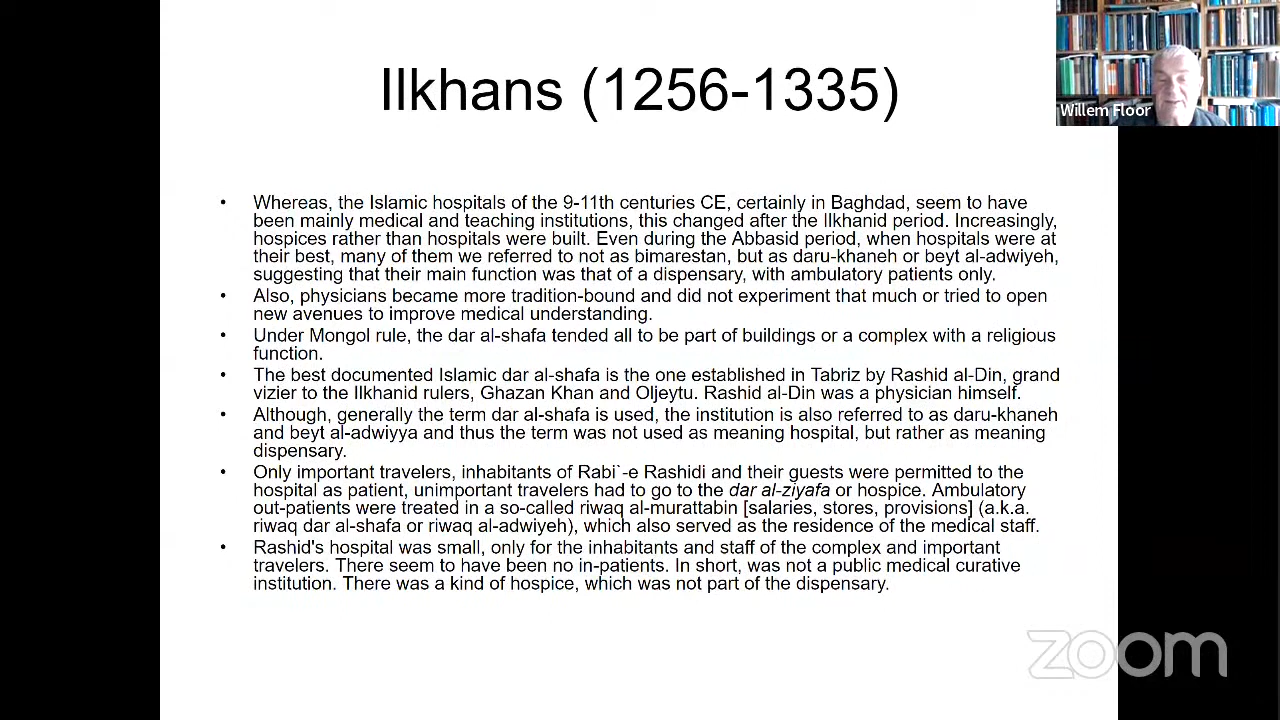 Ilkhans (1256-1335)
Willem Floor
• Whereas, the Islamic hospitals of the 9-11th centuries CE, certainly in Baghdad, seem to have
been mainly medical and teaching institutions, this changed after the Ilkhanid period. Increasingly,
hospices rather than hospitals were built. Even during the Abbasid period, when hospitals were at
their best, many of them we referred to not as bimarestan, but as daru-khaneh or beyt al-adwiyeh,
suggesting that their main function was that of a dispensary, with ambulatory patients only.
• Also, physicians became more tradition-bound and did not experiment that much or tried to open
new avenues to improve medical understanding.
• Under Mongol rule, the dar al-shafa tended all to be part of buildings or a complex with a religious
function.
• The best documented Islamic dar al-shafa is the one established in Tabriz by Rashid al-Din, grand
vizier to the Ilkhanid rulers, Ghazan Khan and Oljeytu. Rashid al-Din was a physician himself.
• Although, generally the term dar al-shafa is used, the institution is also referred to as daru-khaneh
and beyt al-adwiyya and thus the term was not used as meaning hospital, but rather as meaning
dispensary.
• Only important travelers, inhabitants of Rabi`-e Rashidi and their guests were permitted to the
hospital as patient, unimportant travelers had to go to the dar al-ziyafa or hospice. Ambulatory
out-patients were treated in a so-called riwaq al-murattabin [salaries, stores, provisions] (a.k.a.
riwaq dar al-shafa or riwaq al-adwiyeh), which also served as the residence of the medical staff.
• Rashid's hospital was small, only for the inhabitants and staff of the complex and important
travelers. There seem to have been no in-patients. In short, was not a public medical curative
institution. There was a kind of hospice, which was not part of the dispensary.
zoom